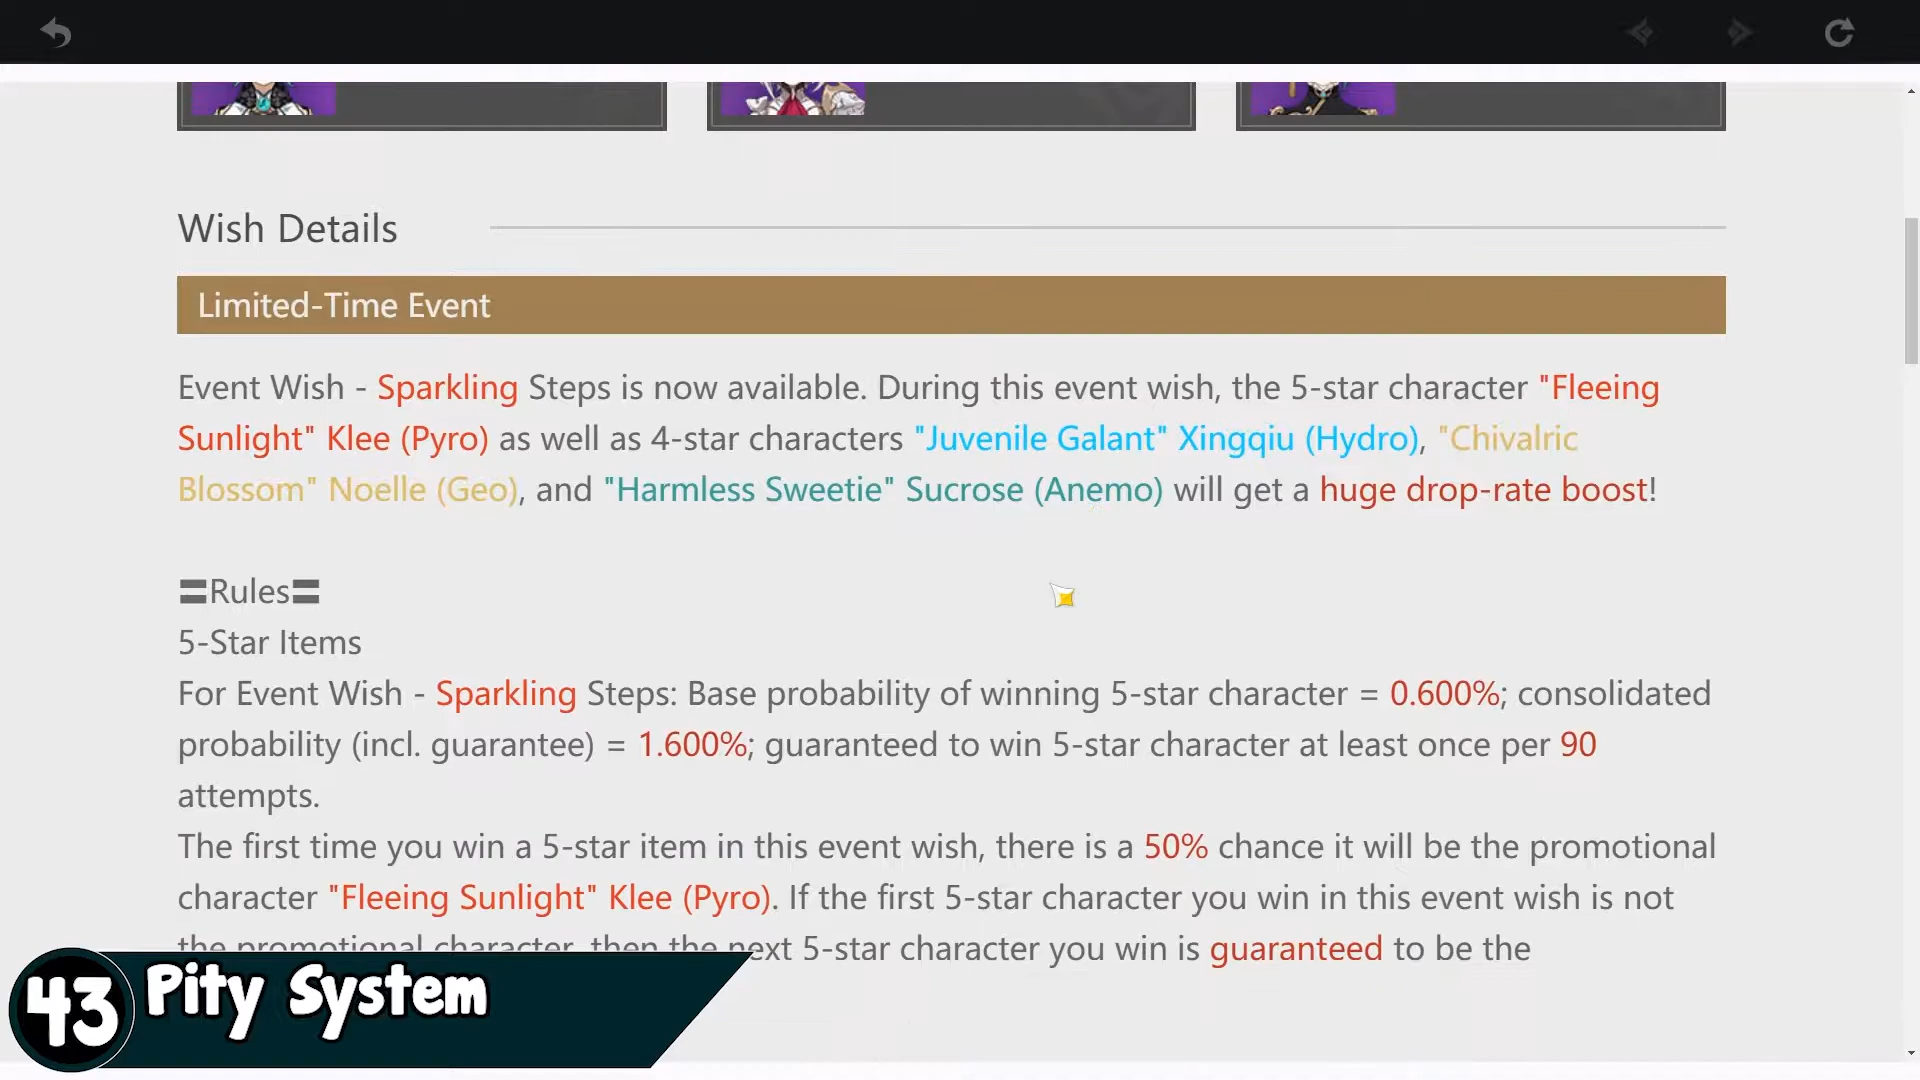 Wish Details
Limited-Time Event
Event Wish - Sparkling Steps is now available. During this event wish, the 5-star character "Fleeing
Sunlight" Klee (Pyro) as well as 4-star characters "Juvenile Galant" Xingqiu (Hydro), "Chivalric
Blossom" Noelle (Geo), and "Harmless Sweetie" Sucrose (Anemo) will get a huge drop-rate boost!
〓Rules〓
5-Star Items
For Event Wish - Sparkling Steps: Base probability of winning 5-star character = 0.600%; consolidated
probability (incl. guarantee) = 1.600%; guaranteed to win 5-star character at least once per 90
attempts.
The first time you win a 5-star item in this event wish, there is a 50% chance it will be the promotional
character "Fleeing Sunlight" Klee (Pyro). If the first 5-star character you win in this event wish is not
the promotional character, then the next 5-star character you win is guaranteed to be the
43 Pity System